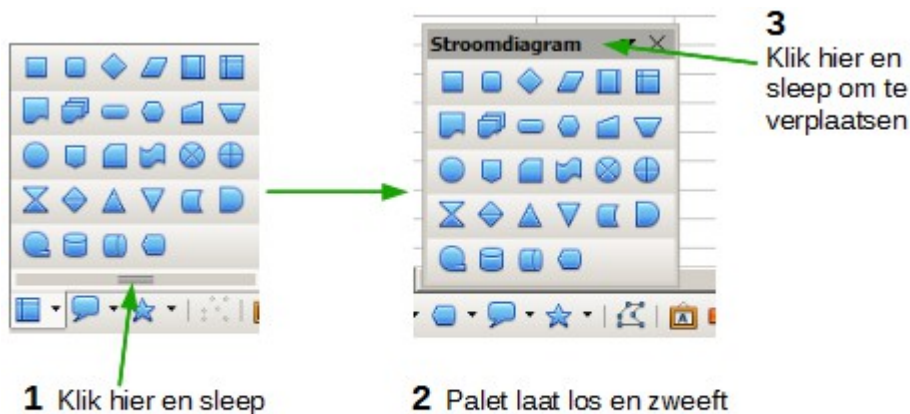 Stroomdiagram
3
Klik hier en
sleep om te
verplaatsen
A
1 Klik hier en sleep
2 Palet laat los en zweeft